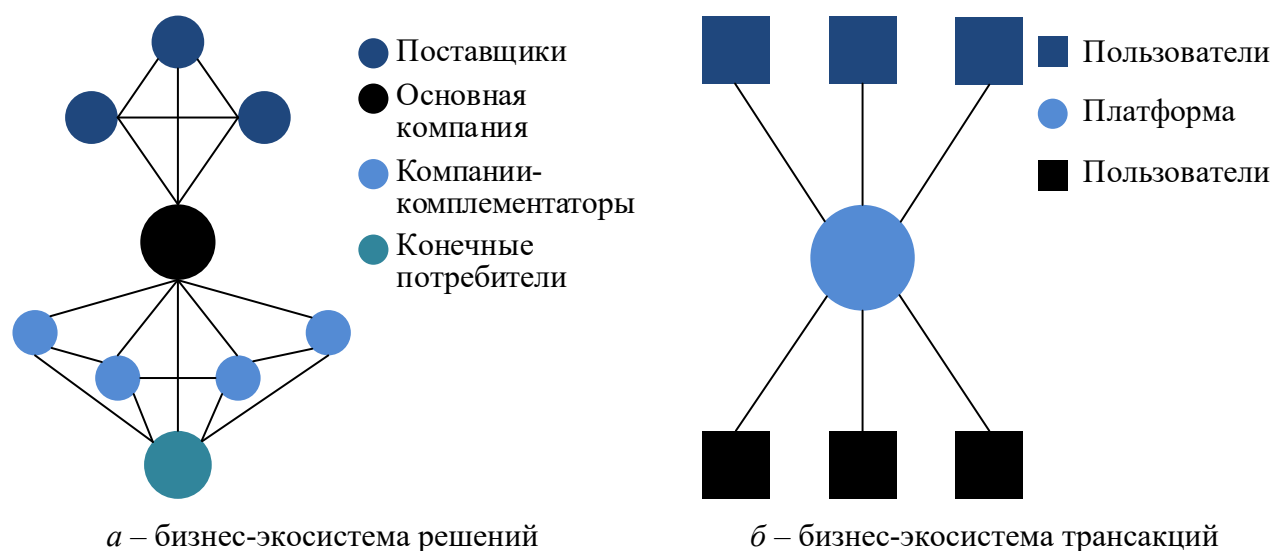 Поставщики
Основная
компания
Компании-
комплементаторы
Конечные
потребители
Пользователи
Платформа
Пользователи
а – бизнес-экосистема решений
б – бизнес-экосистема трансакций